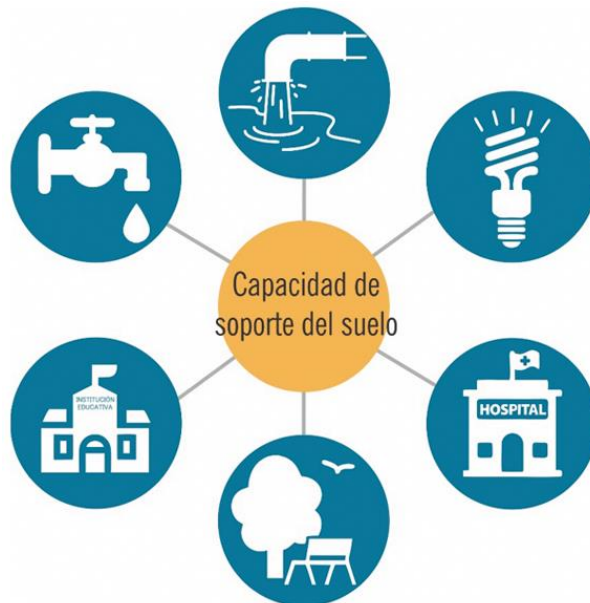 Capacidad de
soporte del suelo
INSTITUCIÓN
EDUCATIVA
HOSPITAL